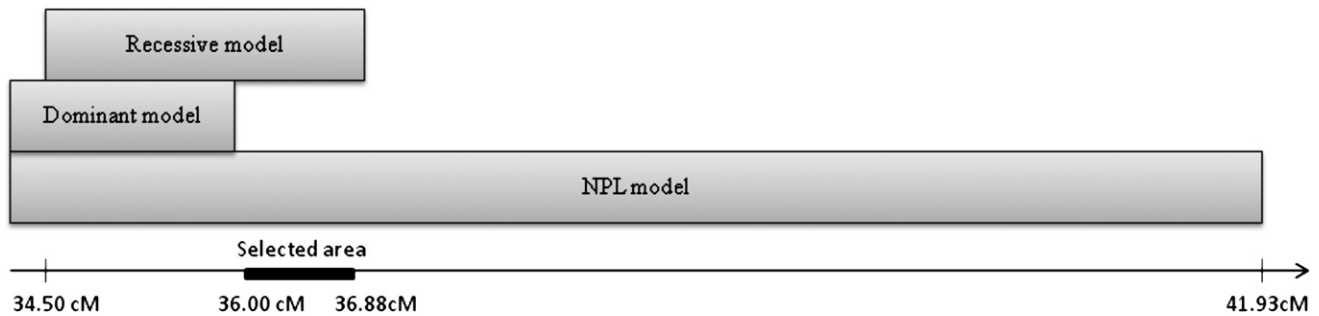 Recessive model
Dominant model
NPL model
Selected area
34.50 cM 36.00 cM 36.88cM 41.93cM